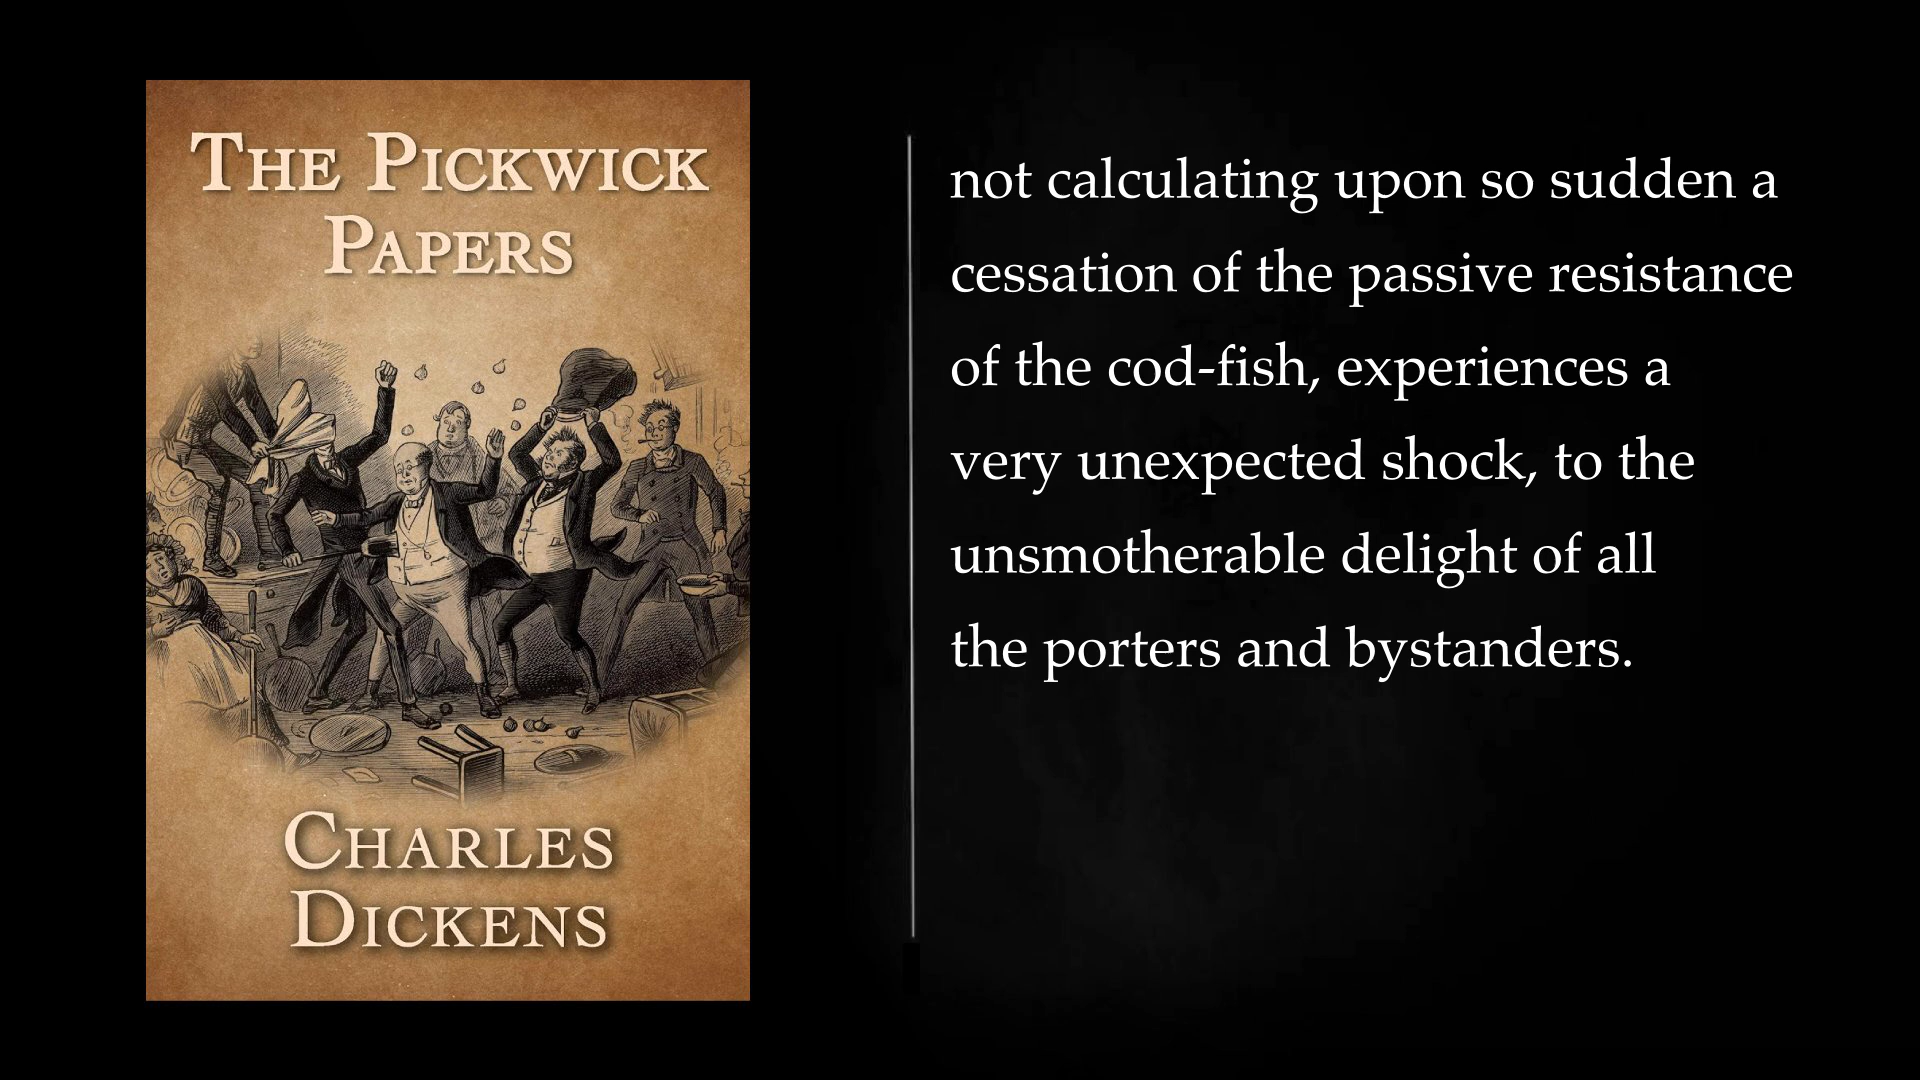 The Pickwick
Papers
Charles
Dickens
not calculating upon so sudden a
cessation of the passive resistance
of the cod-fish, experiences a
very unexpected shock, to the
unsmotherable delight of all
the porters and bystanders.